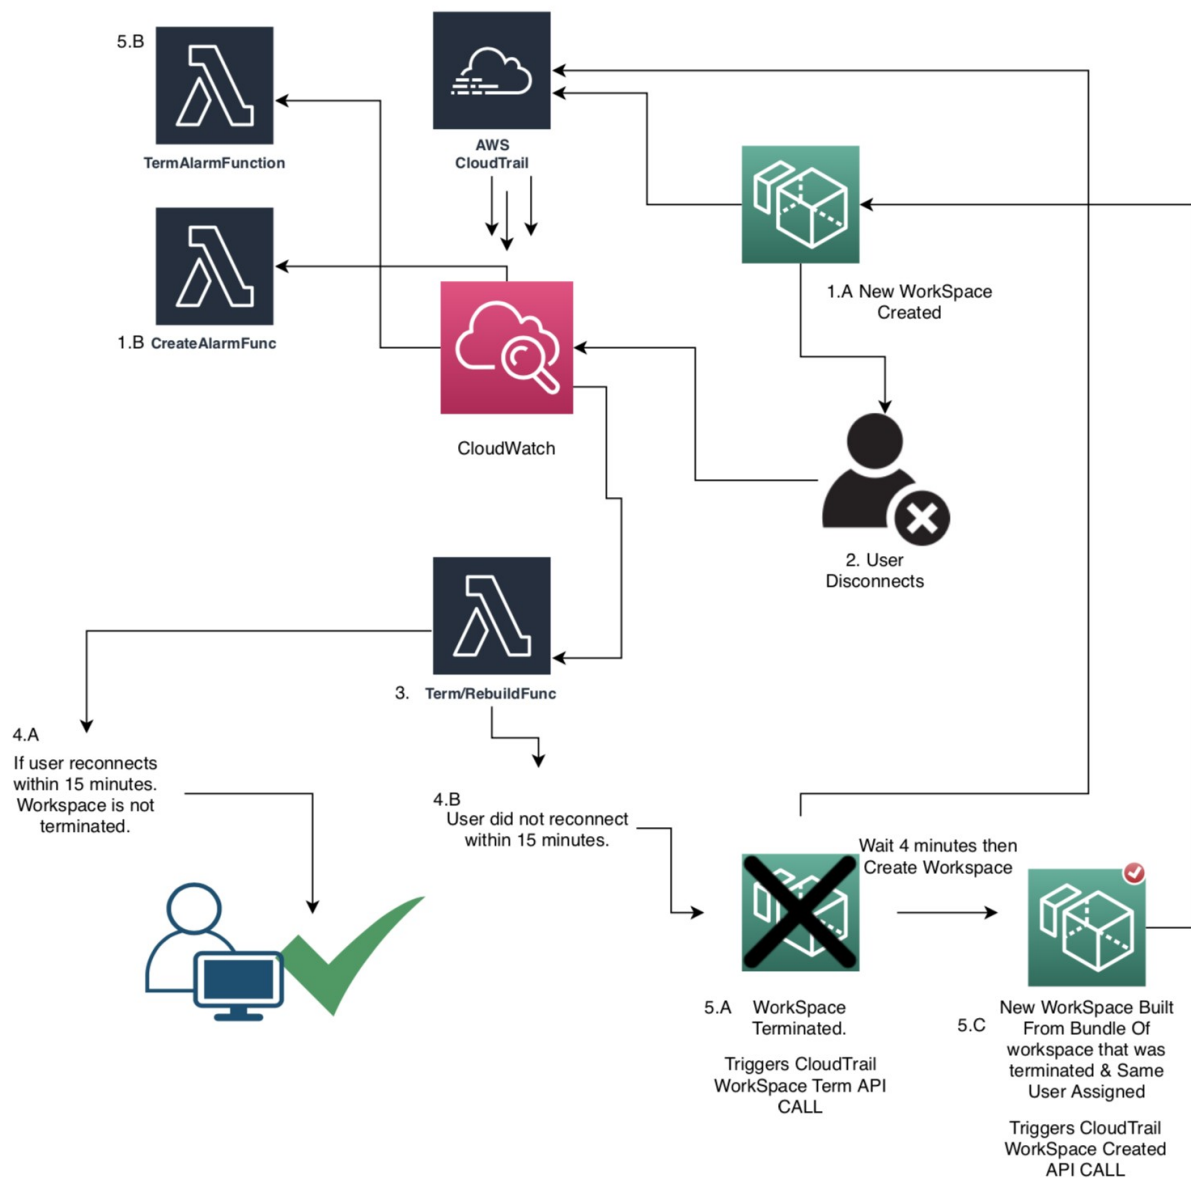 5.B
TermAlarmFunction
AWS
CloudTrail
1.A New WorkSpace
Created
1.B CreateAlarmFunc
CloudWatch
2. User
Disconnects
3. Term/RebuildFunc
4.A
If user reconnects
within 15 minutes.
Workspace is not
terminated.
4.B
User did not reconnect
within 15 minutes.
Wait 4 minutes then
Create Workspace
5.A WorkSpace
Terminated.
Triggers CloudTrail
WorkSpace Term API
CALL
5.C
New WorkSpace Built
From Bundle Of
workspace that was
terminated & Same
User Assigned
Triggers CloudTrail
WorkSpace Created
API CALL